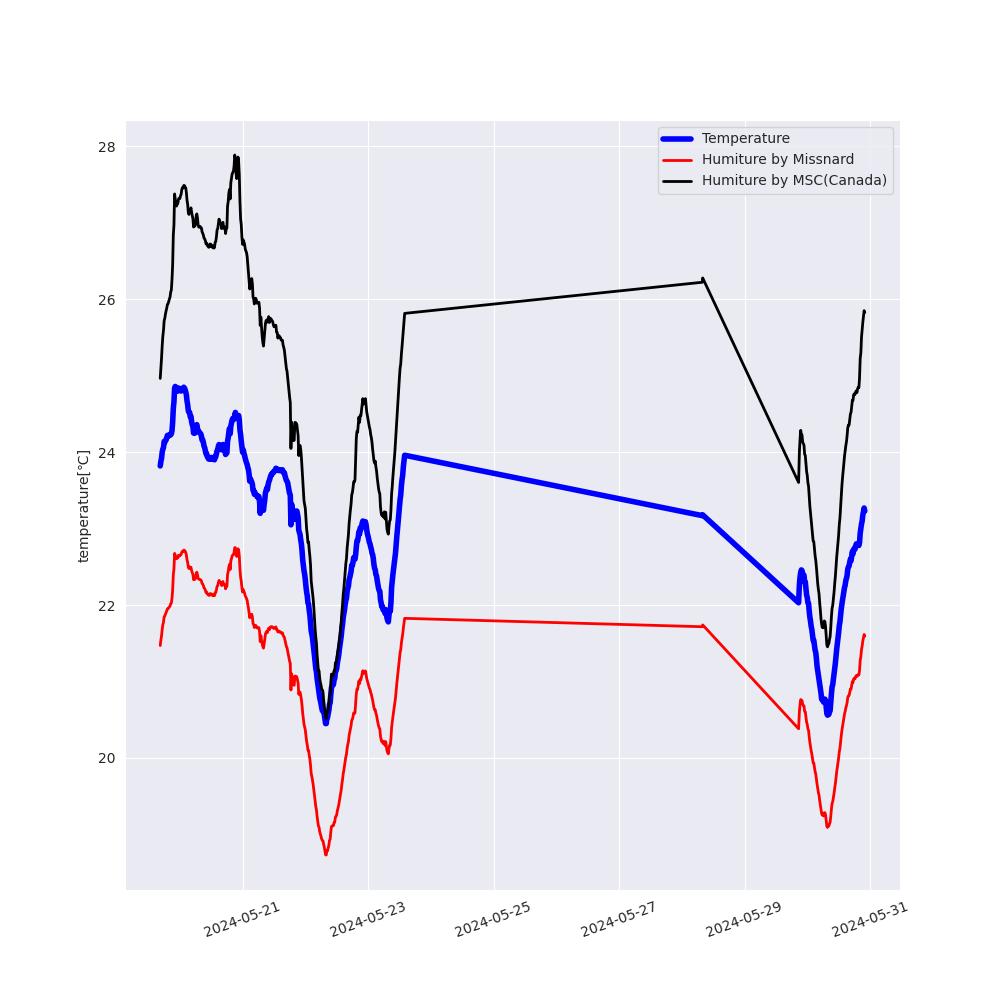 Temperature
Humiture by Missnard
Humiture by MSC(Canada)
28
26
24
22
20
temperature[℃]
2024-05-21
2024-05-23
2024-05-25
2024-05-27
2024-05-29
2024-05-31